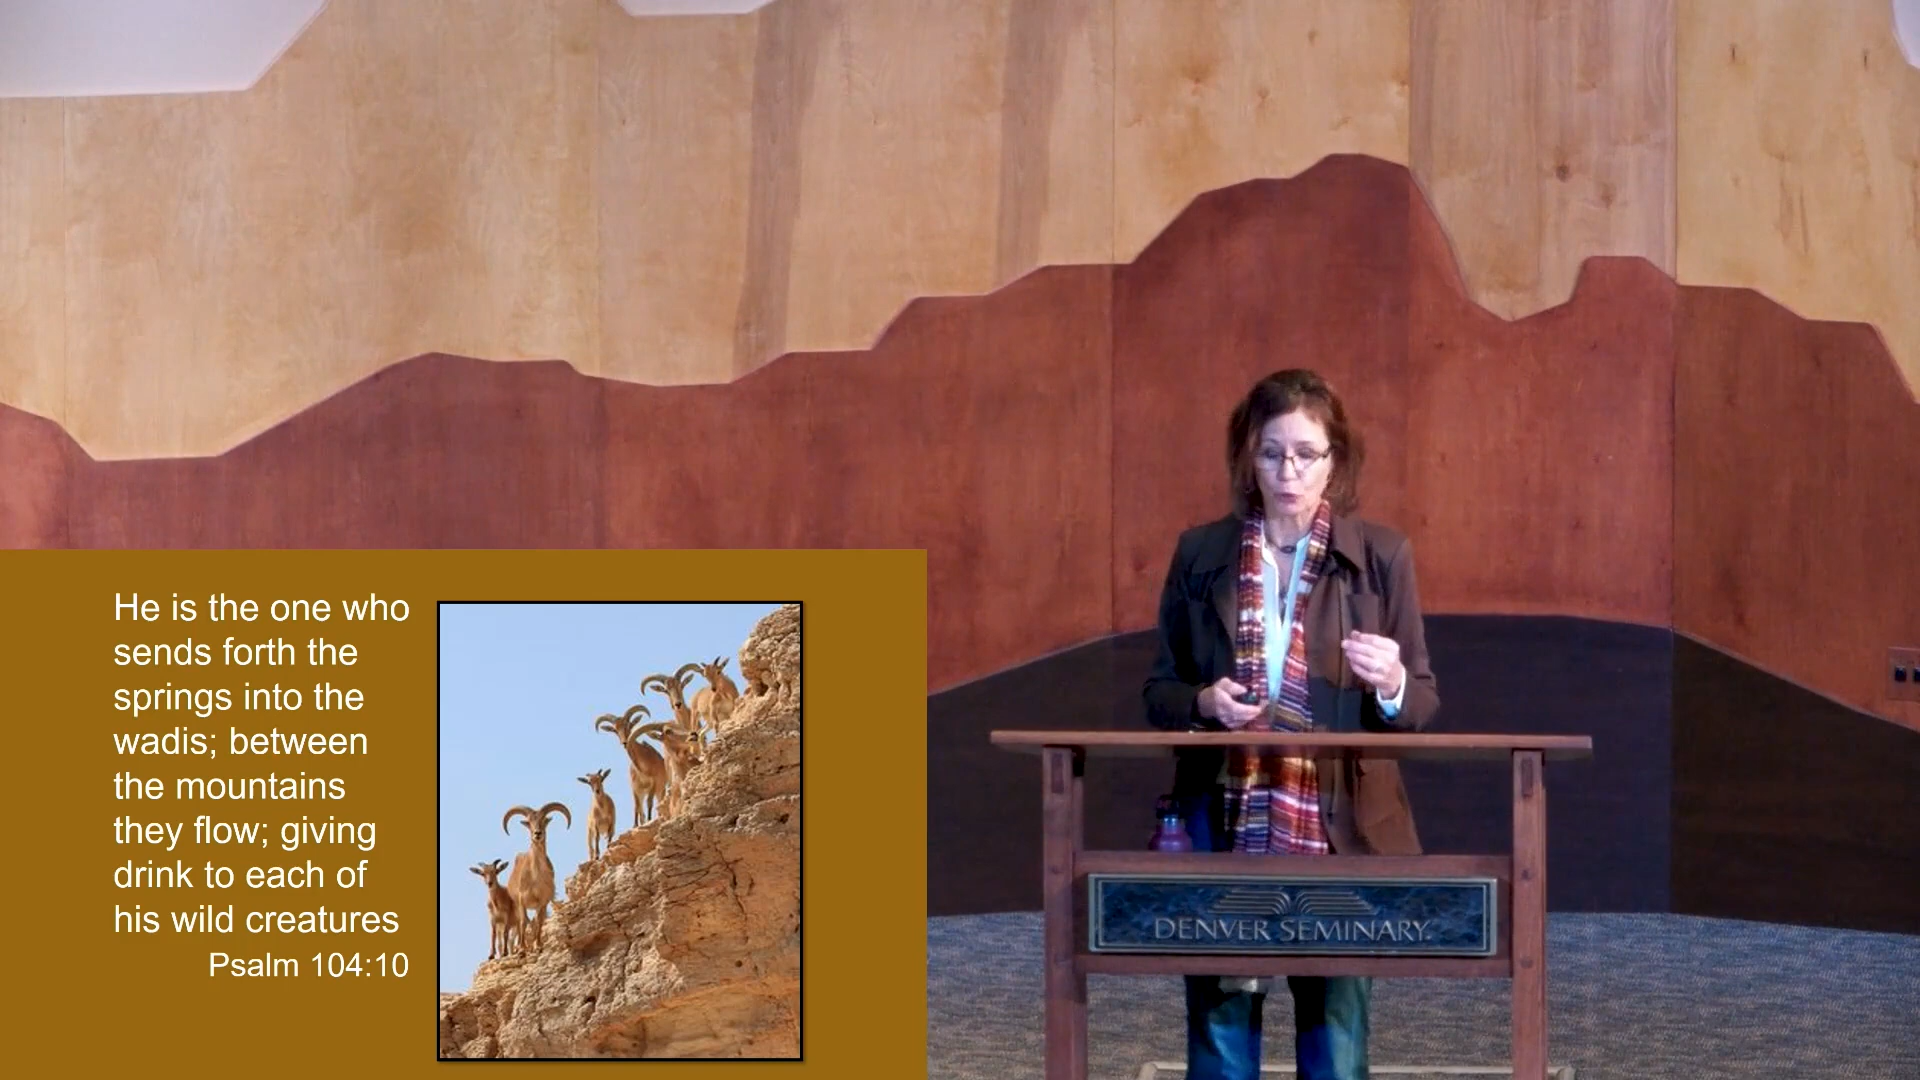 He is the one who
sends forth the
springs into the
wadis; between
the mountains
they flow; giving
drink to each of
his wild creatures
Psalm 104:10
DENVER SEMINARY